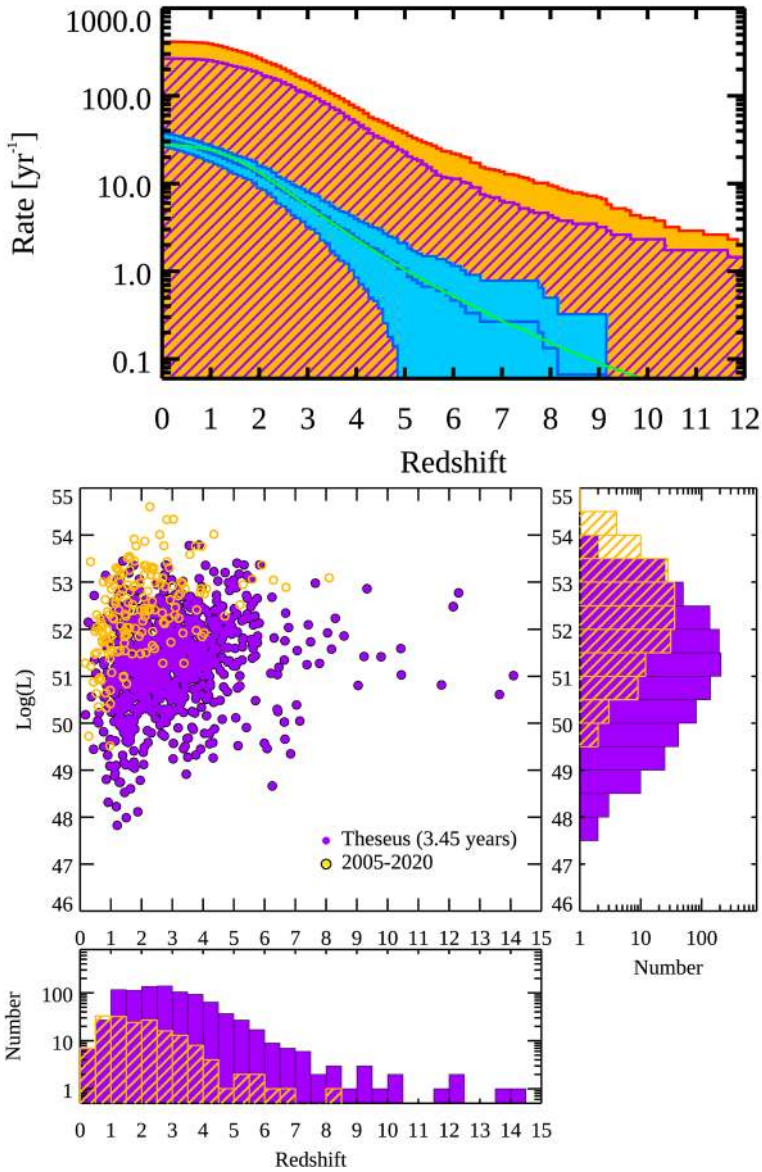 1000.0
100.0
10.0
1.0
0.1
Rate [yr-1]
0 1 2 3 4 5 6 7 8 9 10 11 12
Redshift
55
54
53
52
51
50
49
48
47
46
Log(L)
Theseus (3.45 years)
2005-2020
0 1 2 3 4 5 6 7 8 9 10 11 12 13 14 15
55
54
53
52
51
50
49
48
47
46
1 10 100
Number
100
10
1
Number
0 1 2 3 4 5 6 7 8 9 10 11 12 13 14 15
Redshift